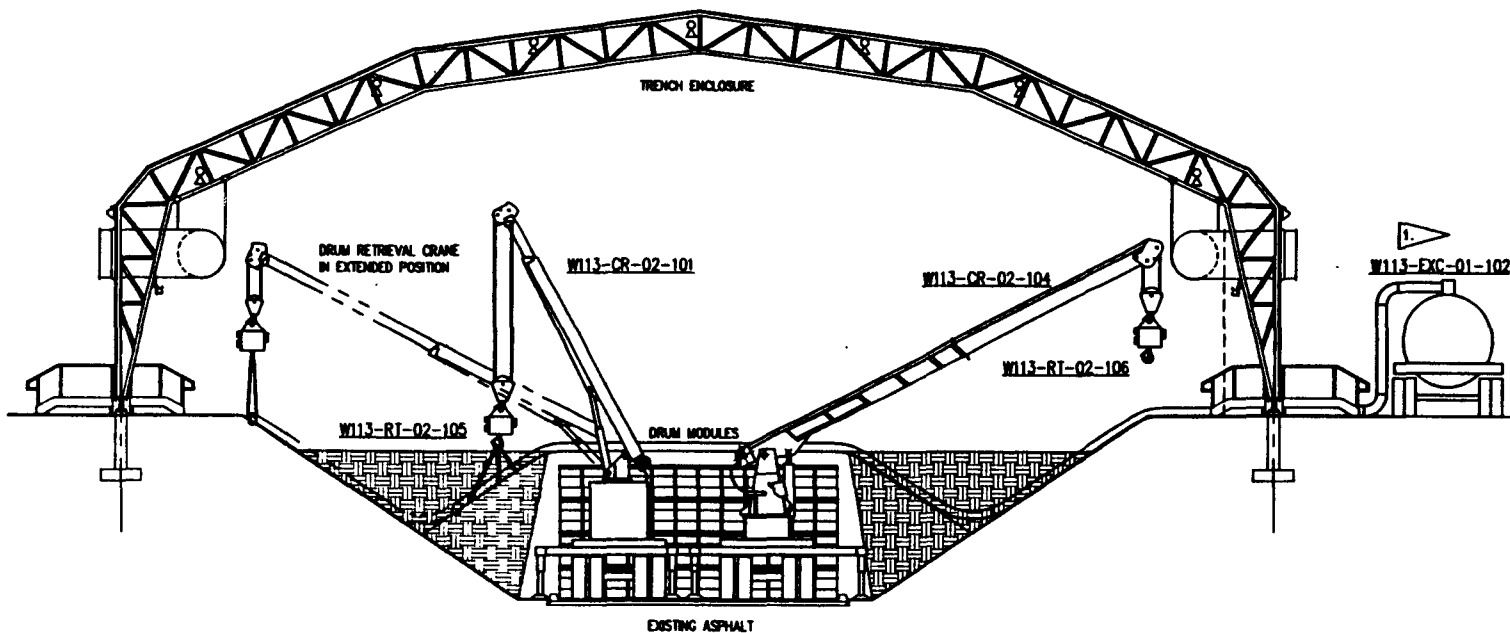 TRENCH ENCLOSURE
DRUM RETRIEVAL CRANE
IN EXTENDED POSITION
W113-CR-02-101
W113-CR-02-104
1.
W113-EXC-01-102
W113-RT-02-106
W113-RT-02-105
DRUM MODULES
EXISTING ASPHALT